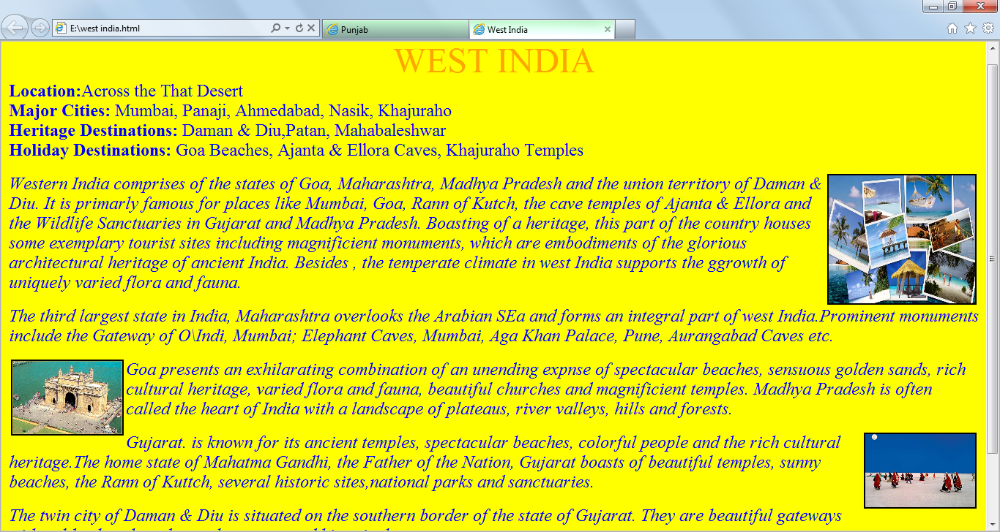 E:\west india.html
Punjab
West India
WEST INDIA
Location:Across the That Desert
Major Cities: Mumbai, Panaji, Ahmedabad, Nasik, Khajuraho
Heritage Destinations: Daman & Diu,Patan, Mahabaleshwar
Holiday Destinations: Goa Beaches, Ajanta & Ellora Caves, Khajuraho Temples
Western India comprises of the states of Goa, Maharashtra, Madhya Pradesh and the union territory of Daman &
Diu. It is primarly famous for places like Mumbai, Goa, Rann of Kutch, the cave temples of Ajanta & Ellora and
the Wildlife Sanctuaries in Gujarat and Madhya Pradesh. Boasting of a heritage, this part of the country houses
some exemplary tourist sites including magnificient monuments, which are embodiments of the glorious
architectural heritage of ancient India. Besides , the temperate climate in west India supports the ggrowth of
uniquely varied flora and fauna.
The third largest state in India, Maharashtra overlooks the Arabian SEa and forms an integral part of west India.Prominent monuments
include the Gateway of O\Indi, Mumbai; Elephant Caves, Mumbai, Aga Khan Palace, Pune, Aurangabad Caves etc.
Goa presents an exhilarating combination of an unending expnse of spectacular beaches, sensuous golden sands, rich
cultural heritage, varied flora and fauna, beautiful churches and magnificient temples. Madhya Pradesh is often
called the heart of India with a landscape of plateaus, river valleys, hills and forests.
Gujarat. is known for its ancient temples, spectacular beaches, colorful people and the rich cultural
heritage.The home state of Mahatma Gandhi, the Father of the Nation, Gujarat boasts of beautiful temples, sunny
beaches, the Rann of Kuttch, several historic sites,national parks and sanctuaries.
The twin city of Daman & Diu is situated on the southern border of the state of Gujarat. They are beautiful gateways